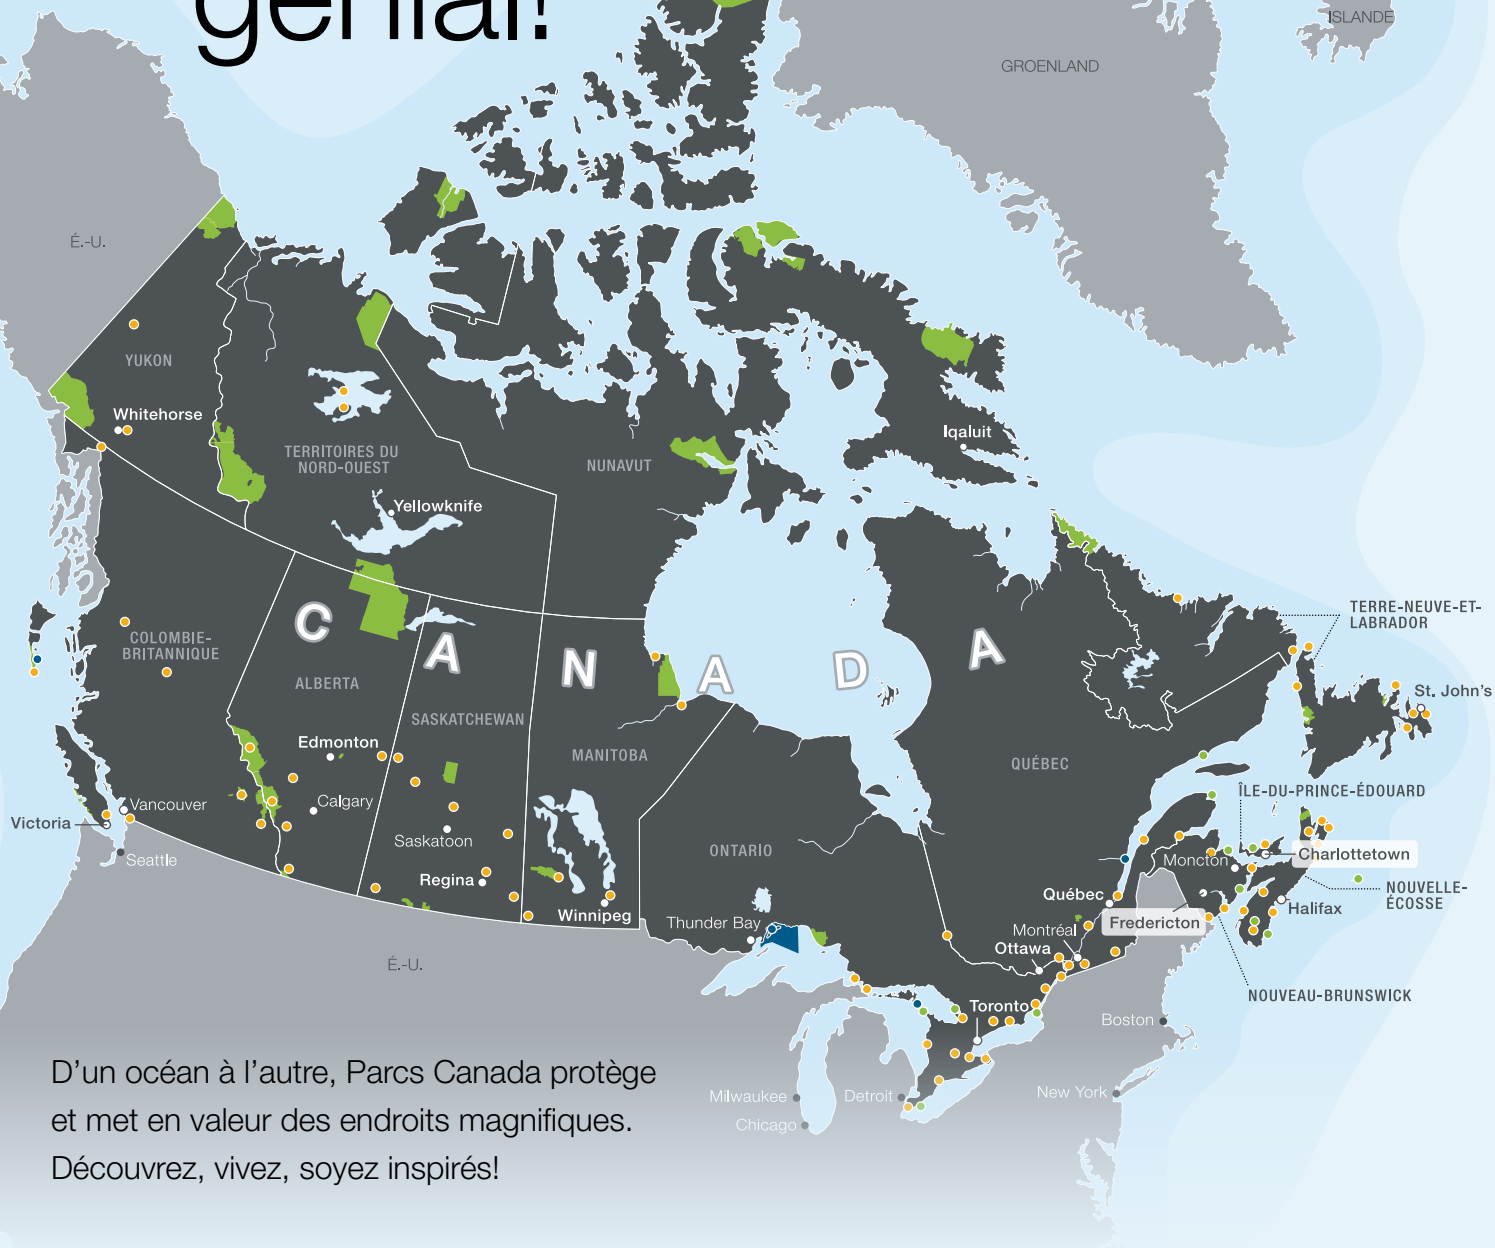 génial!
ISLANDE
GROENLAND
É.-U.
YUKON
Whitehorse
TERRITOIRES DU
NORD-OUEST
Yellowknife
NUNAVUT
Iqaluit
C A N A D A
TERRE-NEUVE-ET-
LABRADOR
COLOMBIE-
BRITANNIQUE
ALBERTA
SASKATCHEWAN
St. John's
Edmonton
MANITOBA
QUÉBEC
ÎLE-DU-PRINCE-ÉDOUARD
Vancouver
Calgary
Victoria
Saskatoon
ONTARIO
Seattle
Moncton
Charlottetown
Regina
Québec
NOUVELLE-
ÉCOSSE
Winnipeg
Thunder Bay
Montréal
Fredericton
Halifax
Ottawa
É.-U.
NOUVEAU-BRUNSWICK
Toronto
Boston
Milwaukee
Detroit
New York
Chicago
D'un océan à l'autre, Parcs Canada protège
et met en valeur des endroits magnifiques.
Découvrez, vivez, soyez inspirés!